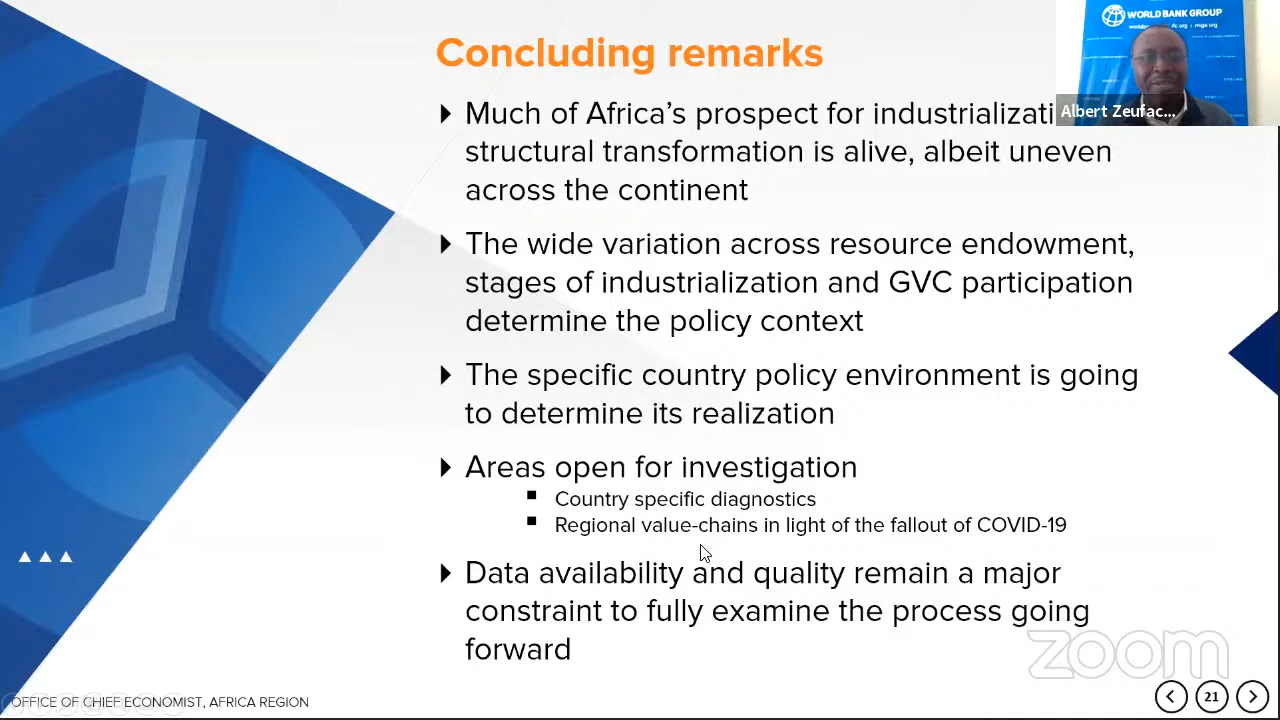 Concluding remarks
WORLD BANK GROUP
Much of Africa's prospect for industrializati
Albert Zeufac...
structural transformation is alive, albeit uneven
across the continent
The wide variation across resource endowment,
stages of industrialization and GVC participation
determine the policy context
The specific country policy environment is going
to determine its realization
Areas open for investigation
Country specific diagnostics
Regional value-chains in light of the fallout of COVID-19
Data availability and quality remain a major
constraint to fully examine the process going
forward
zoom
OFFICE OF CHIEF ECONOMIST, AFRICA REGION
21